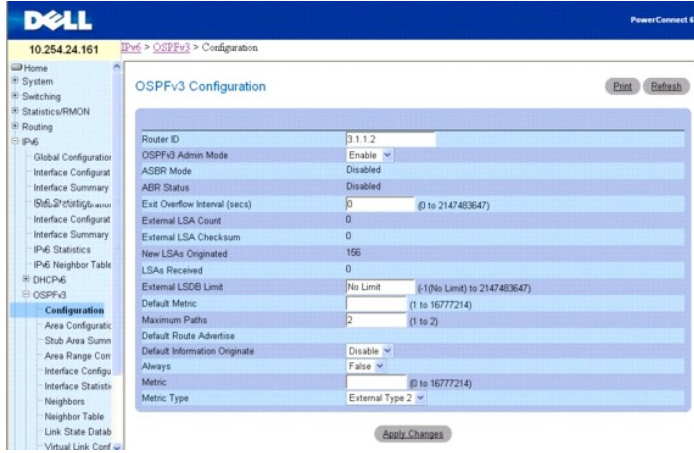 DELL
PowerConnect 6
10.254.24.161
IPv6 > OSPFv3 > Configuration
Home
System
Switching
Statistics/RMON
Routing
IPv6
Global Configuration
Interface Configurat
Interface Summary
Interface Configurat
Interface Summary
IPv6 Statistics
IPv6 Neighbor Table
DHCPv6
OSPFv3
Configuration
Area Configuratic
Stub Area Summ
Area Range Con
Interface Configu
Interface Statisti
Neighbors
Neighbor Table
Link State Datab
Virtual Link Conf
OSPFv3 Configuration
Print Refresh
Router ID 3.1.1.2
OSPFv3 Admin Mode Enable
ASBR Mode Disabled
ABR Status Disabled
Exit Overflow Interval (secs) 0 (0 to 2147483647)
External LSA Count 0
External LSA Checksum 0
New LSAs Originated 156
LSAs Received 0
External LSDB Limit No Limit (-1(No Limit) to 2147483647)
Default Metric (1 to 16777214)
Maximum Paths 2 (1 to 2)
Default Route Advertise
Default Information Originate Disable
Always False
Metric (0 to 16777214)
Metric Type External Type 2
Apply Changes